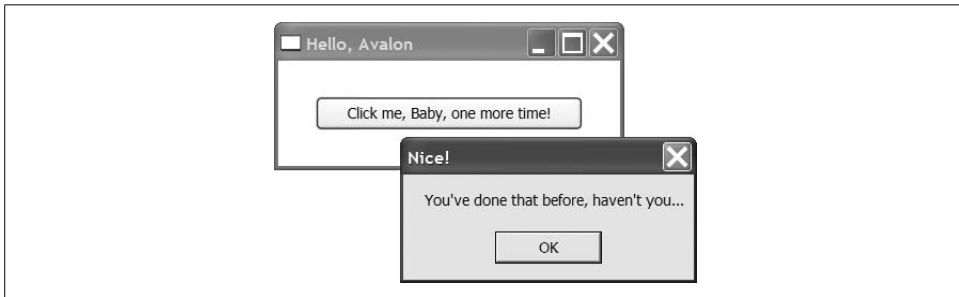 Hello, Avalon
Click me, Baby, one more time!
Nice!
You've done that before, haven't you...
OK